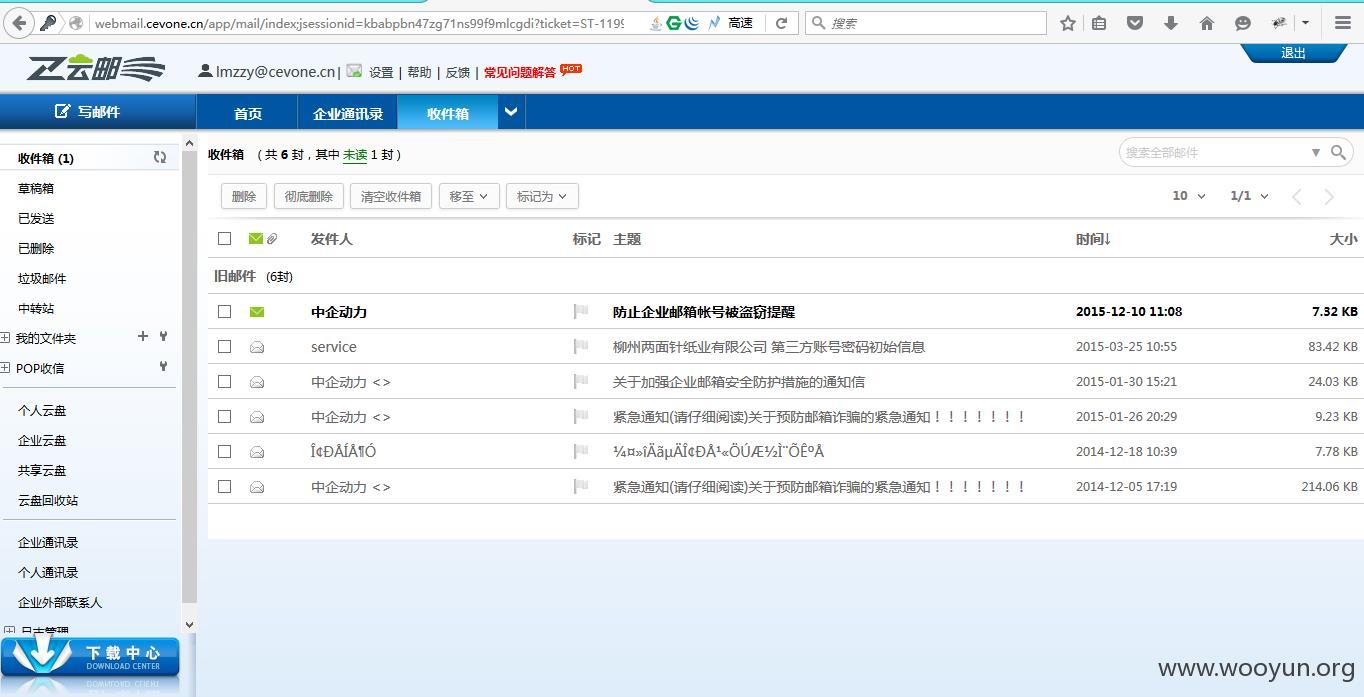 webmail.cevone.cn/app/mail/index;jsessionid=kbabpbn47zg71ns99f9mlcgdi?ticket=ST-1199
高速
搜索
Z云邮
lmzzy@cevone.cn| 设置 | 帮助 | 反馈 | 常见问题解答 HOT
退出
写邮件
首页
企业通讯录
收件箱
收件箱 (1)
草稿箱
已发送
已删除
垃圾邮件
中转站
我的文件夹
POP收信
个人云盘
企业云盘
共享云盘
云盘回收站
企业通讯录
个人通讯录
企业外部联系人
日志管理
下载中心
DOWNLOAD CENTER
收件箱 （共 6 封，其中 未读 1 封）
搜索全部邮件
删除 彻底删除 清空收件箱 移至 标记为
10 1/1
发件人 标记 主题 时间↓ 大小
旧邮件 (6封)
中企动力 防止企业邮箱帐号被盗窃提醒 2015-12-10 11:08 7.32 KB
service 柳州两面针纸业有限公司 第三方账号密码初始信息 2015-03-25 10:55 83.42 KB
中企动力 <> 关于加强企业邮箱安全防护措施的通知信 2015-01-30 15:21 24.03 KB
中企动力 <> 紧急通知(请仔细阅读)关于预防邮箱诈骗的紧急通知！！！！！！！ 2015-01-26 20:29 9.23 KB
Î¢ÐÅÍÅ¶Ó ¼¤»îÄãµÄÎ¢ÐÅ¹«ÖÚÆ½Ì¨ÕÊºÅ 2014-12-18 10:39 7.78 KB
中企动力 <> 紧急通知(请仔细阅读)关于预防邮箱诈骗的紧急通知！！！！！！！ 2014-12-05 17:19 214.06 KB
www.wooyun.org